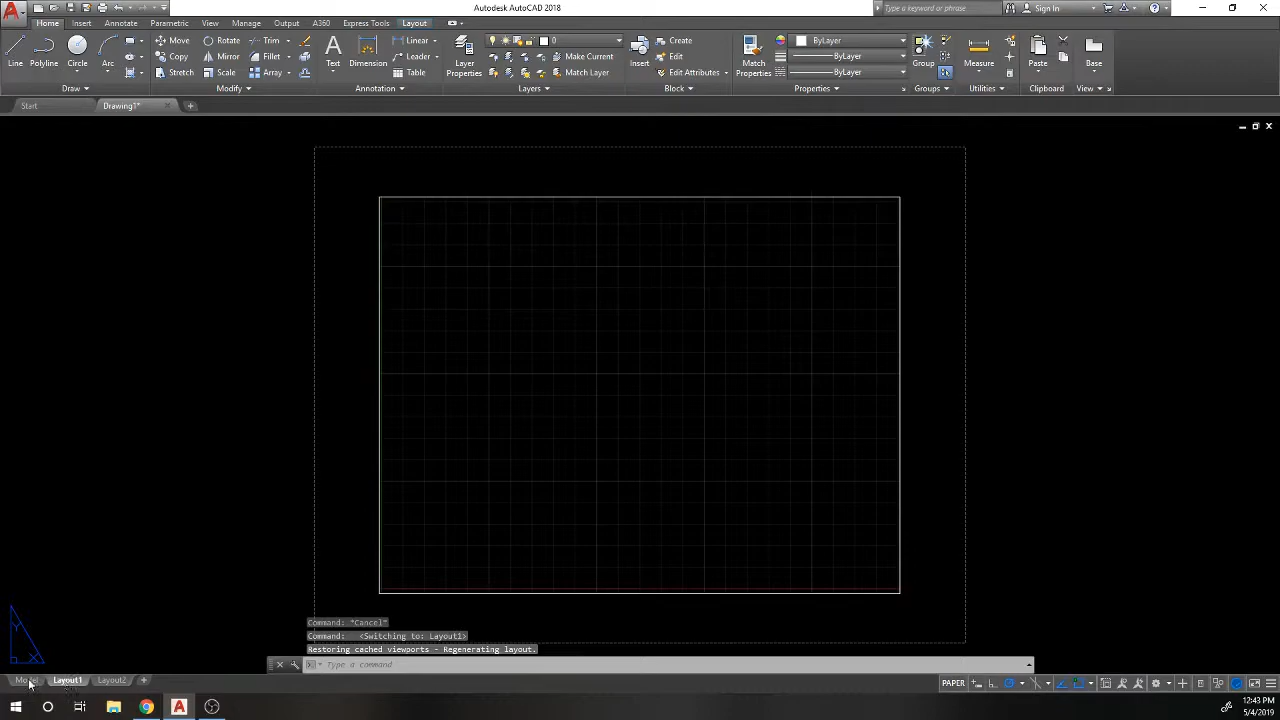 Autodesk AutoCAD 2018
Type a keyword or phrase
Sign In
Home Insert Annotate Parametric View Manage Output A360 Express Tools Layout
Line Polyline Circle Arc
Move Rotate Trim
Copy Mirror Fillet
Stretch Scale Array
Text Dimension
Linear
Leader
Table
Layer Properties
0
Make Current
Match Layer
Insert
Create
Edit
Edit Attributes
Match Properties
ByLayer
ByLayer
ByLayer
Group
Measure
Paste
Base
Draw Modify Annotation Layers Block Properties Groups Utilities Clipboard View
Start Drawing1*
Command: *Cancel*
Command: <Switching to: Layout1>
Restoring cached viewports - Regenerating layout.
Type a command
Y
X
Model Layout1 Layout2
PAPER
12:43 PM
5/4/2019